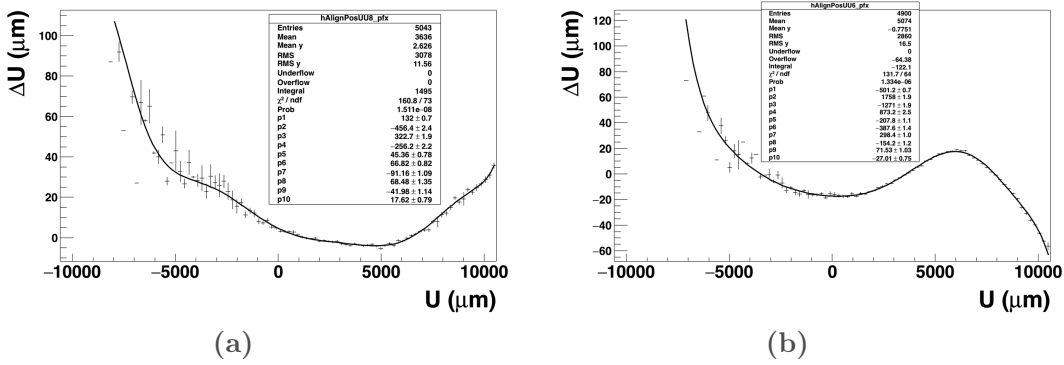 hAlignPosUU8_pfx
Entries 5043
Mean 3636
Mean y 2.626
RMS 3078
RMS y 11.56
Underflow 0
Overflow 0
Integral 1495
χ² / ndf 160.8 / 73
Prob 1.511e−08
p1 132 ± 0.7
p2 −456.4 ± 2.4
p3 322.7 ± 1.9
p4 −256.2 ± 2.2
p5 45.36 ± 0.78
p6 66.82 ± 0.82
p7 −91.16 ± 1.09
p8 68.48 ± 1.35
p9 −41.98 ± 1.14
p10 17.62 ± 0.79
ΔU (μm)
100
80
60
40
20
0
−10000 −5000 0 5000 10000
U (μm)
(a)
hAlignPosUU6_pfx
Entries 4900
Mean 5074
Mean y −0.7751
RMS 2860
RMS y 16.5
Underflow 0
Overflow −64.38
Integral −122.1
χ² / ndf 131.7 / 64
Prob 1.334e−06
p1 −501.2 ± 0.7
p2 1758 ± 1.9
p3 −1271 ± 1.9
p4 873.2 ± 2.5
p5 −207.8 ± 1.1
p6 −387.6 ± 1.4
p7 298.4 ± 1.0
p8 −154.2 ± 1.2
p9 71.53 ± 1.03
p10 −27.01 ± 0.75
ΔU (μm)
120
100
80
60
40
20
0
−20
−40
−60
−10000 −5000 0 5000 10000
U (μm)
(b)